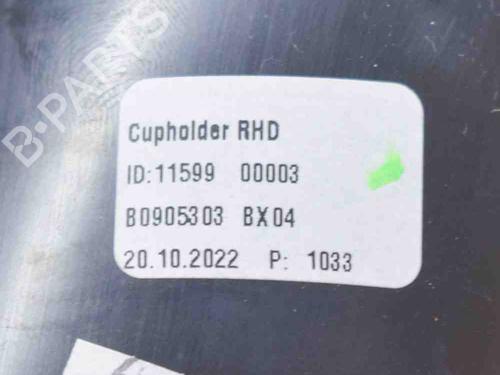 B-PARTS
Cupholder RHD
ID:11599 00003
B0905303 BX04
20.10.2022 P: 1033